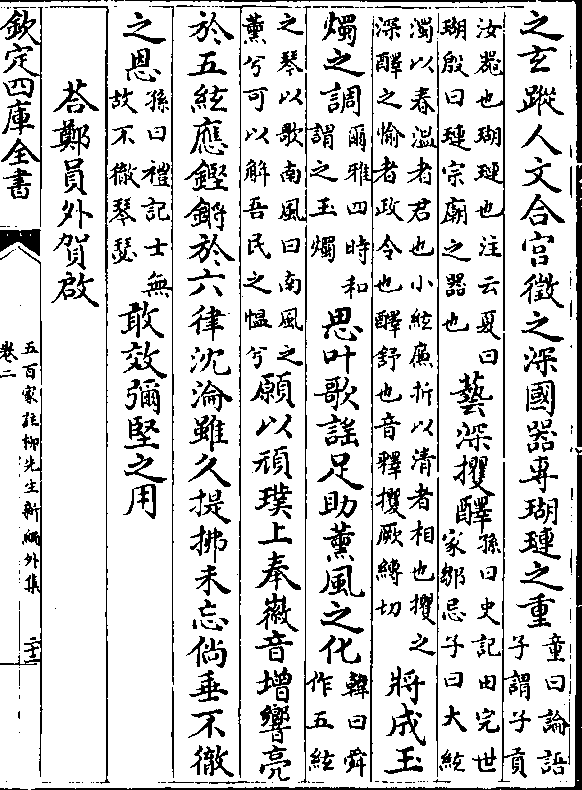 之玄蹤人文合宮徵之深國器專瑚璉之重童曰論語
子謂子貢
汝器也瑚璉也注云夏曰
瑚殷曰璉宗廟之器也
藝深攫醳孫曰史記田完世
家鄒忌子曰大絃
濁以春溫者君也小絃廉折以清者相也攫之
深醳之愉者政令也醳舒也音釋攫厥縛切
將成玉
燭之調爾雅四時和
謂之玉燭
思叶歌謠足助薰風之化韓曰舜
作五絃
之琴以歌南風曰南風之
薰兮可以解吾民之慍兮
願以頑璞上奉徽音增響亮
於五絃應鏗鏘於六律沈淪雖久提拂未忘倘垂不徹
之恩孫曰禮記士無
故不徹琴瑟
敢效彌堅之用
荅鄭員外賀啟
欽定四庫全書
五百家註柳先生新編外集
卷二